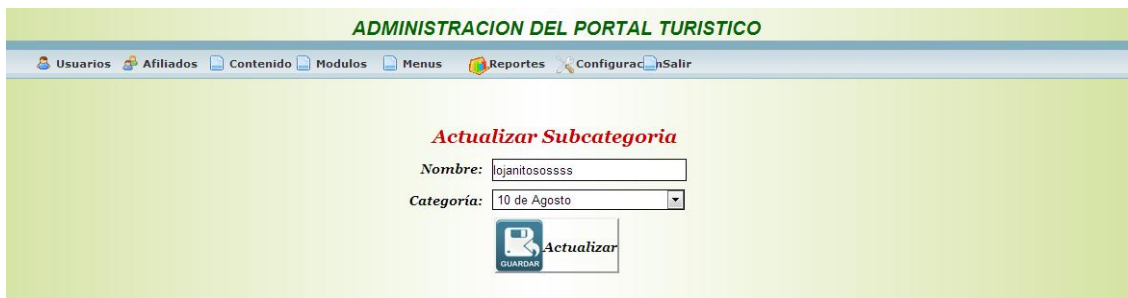 ADMINISTRACION DEL PORTAL TURISTICO
Usuarios Afiliados Contenido Modulos Menus Reportes Configurac nSalir
Actualizar Subcategoria
Nombre: lojanitosossss
Categoría: 10 de Agosto
GUARDAR Actualizar